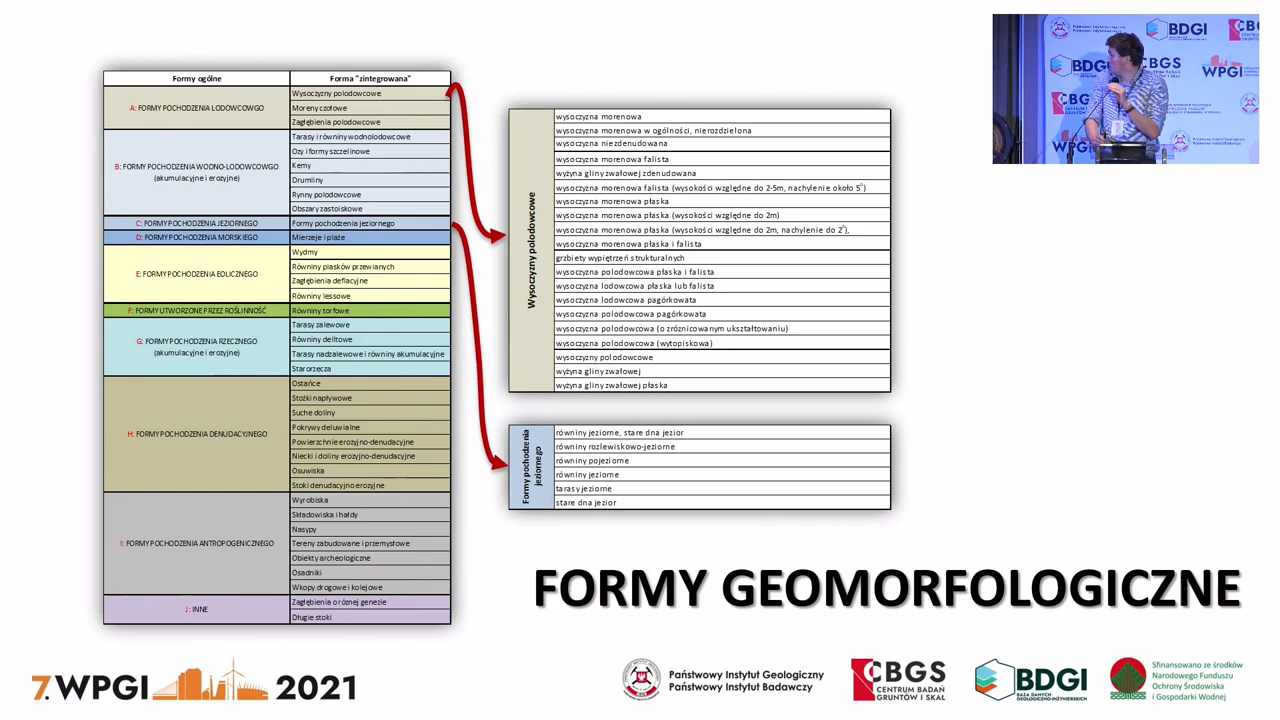 Formy ogólne
Forma "zintegrowana"
A: FORMY POCHODZENIA LODOWCOWGO
Wysoczyzny polodowcowe
Moreny czołowe
Zagłębienia polodowcowe
B: FORMY POCHODZENIA WODNO-LODOWCOWGO
(akumulacyjne i erozyjne)
Tarasy i równiny wodnolodowcowe
Ozy i formy szczelinowe
Kemy
Drumliny
Rynny polodowcowe
Obszary zastoiskowe
C: FORMY POCHODZENIA JEZIORNEGO
Formy pochodzenia jeziornego
D: FORMY POCHODZENIA MORSKIEGO
Mierzeje i plaże
E: FORMY POCHODZENIA EOLICZNEGO
Wydmy
Równiny piasków przewianych
Zagłębienia deflacyjne
Równiny lessowe
F: FORMY UTWORZONE PRZEZ ROŚLINNOŚĆ
Równiny torfowe
G: FORMY POCHODZENIA RZECZNEGO
(akumulacyjne i erozyjne)
Tarasy zalewowe
Równiny delltowe
Tarasy nadzalewowe i równiny akumulacyjne
Starorzecza
H: FORMY POCHODZENIA DENUDACYJNEGO
Ostańce
Stożki napływowe
Suche doliny
Pokrywy deluwialne
Powierzchnie erozyjno-denudacyjne
Niecki i doliny erozyjno-denudacyjne
Osuwiska
Stoki denudacyjno erozyjne
I: FORMY POCHODZENIA ANTROPOGENICZNEGO
Wyrobiska
Składowiska i hałdy
Nasypy
Tereny zabudowane i przemysłowe
Obiekty archeologiczne
Osadniki
Wkopy drogowe i kolejowe
J: INNE
Zagłębienia o róznej genezie
Długie stoki
Wysoczyzny polodowcowe
wysoczyzna morenowa
wysoczyzna morenowa w ogólności, nierozdzielona
wysoczyzna niezdenudowana
wysoczyzna morenowa falista
wyżyna gliny zwałowej zdenudowana
wysoczyzna morenowa falista (wysokości względne do 2-5m, nachylenie około 5°)
wysoczyzna morenowa płaska
wysoczyzna morenowa płaska (wysokości względne do 2m)
wysoczyzna morenowa płaska (wysokości względne do 2m, nachylenie do 2°),
wysoczyzna morenowa płaska i falista
grzbiety wypiętrzeń strukturalnych
wysoczyzna polodowcowa płaska i falista
wysoczyzna lodowcowa płaska lub falista
wysoczyzna lodowcowa pagórkowata
wysoczyzna polodowcowa pagórkowata
wysoczyzna polodowcowa (o zróznicowanym ukształtowaniu)
wysoczyzna polodowcowa (wytopiskowa)
wysoczyzny polodowcowe
wyżyna gliny zwałowej
wyżyna gliny zwałowej płaska
Formy pochodzenia
jeziornego
równiny jeziorne, stare dna jezior
równiny rozlewiskowo-jeziorne
równiny pojeziorne
równiny jeziorne
tarasy jeziorne
stare dna jezior
FORMY GEOMORFOLOGICZNE
7. WPGI 2021
Państwowy Instytut Geologiczny
Państwowy Instytut Badawczy
CBGS
CENTRUM BADAŃ
GRUNTÓW I SKAŁ
BDGI
BAZA DANYCH
GEOLOGICZNO-INŻYNIERSKICH
Sfinansowano ze środków
Narodowego Funduszu
Ochrony Środowiska
i Gospodarki Wodnej
BDGI
CBGS
WPGI